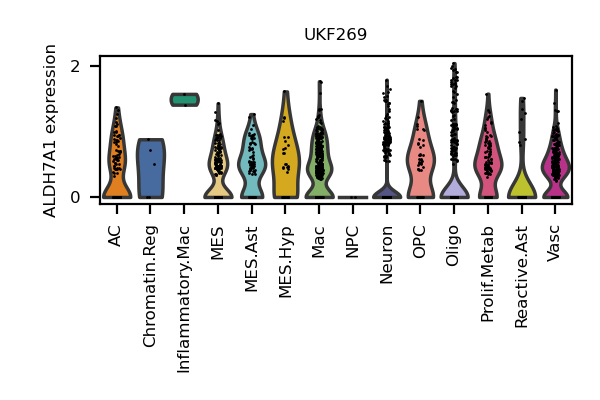 UKF269
ALDH7A1 expression
2
0
AC
Chromatin.Reg
Inflammatory.Mac
MES
MES.Ast
MES.Hyp
Mac
NPC
Neuron
OPC
Oligo
Prolif.Metab
Reactive.Ast
Vasc